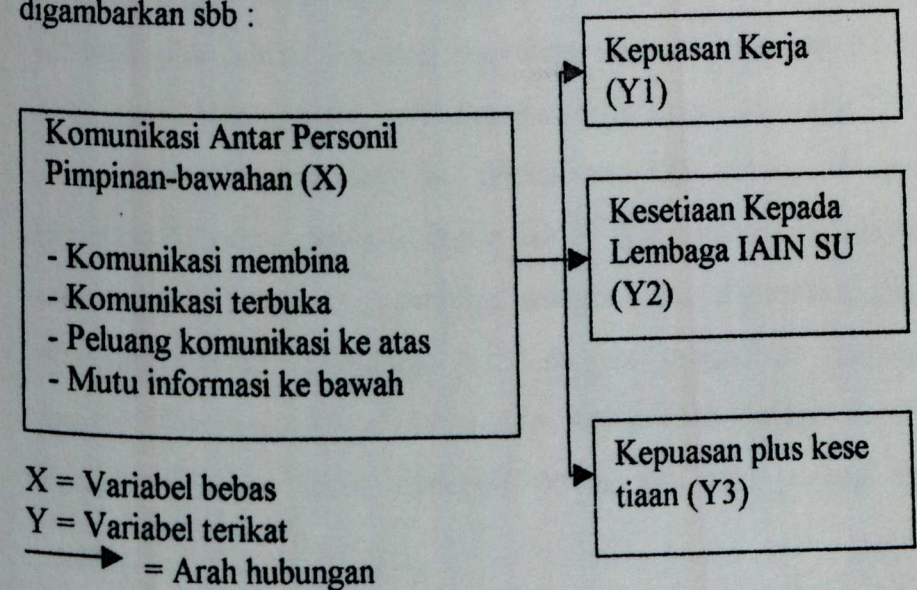 digambarkan sbb :
Komunikasi Antar Personil
Pimpinan-bawahan (X)
- Komunikasi membina
- Komunikasi terbuka
- Peluang komunikasi ke atas
- Mutu informasi ke bawah
Kepuasan Kerja
(Y1)
Kesetiaan Kepada
Lembaga IAIN SU
(Y2)
Kepuasan plus kese
tiaan (Y3)
X = Variabel bebas
Y = Variabel terikat
= Arah hubungan